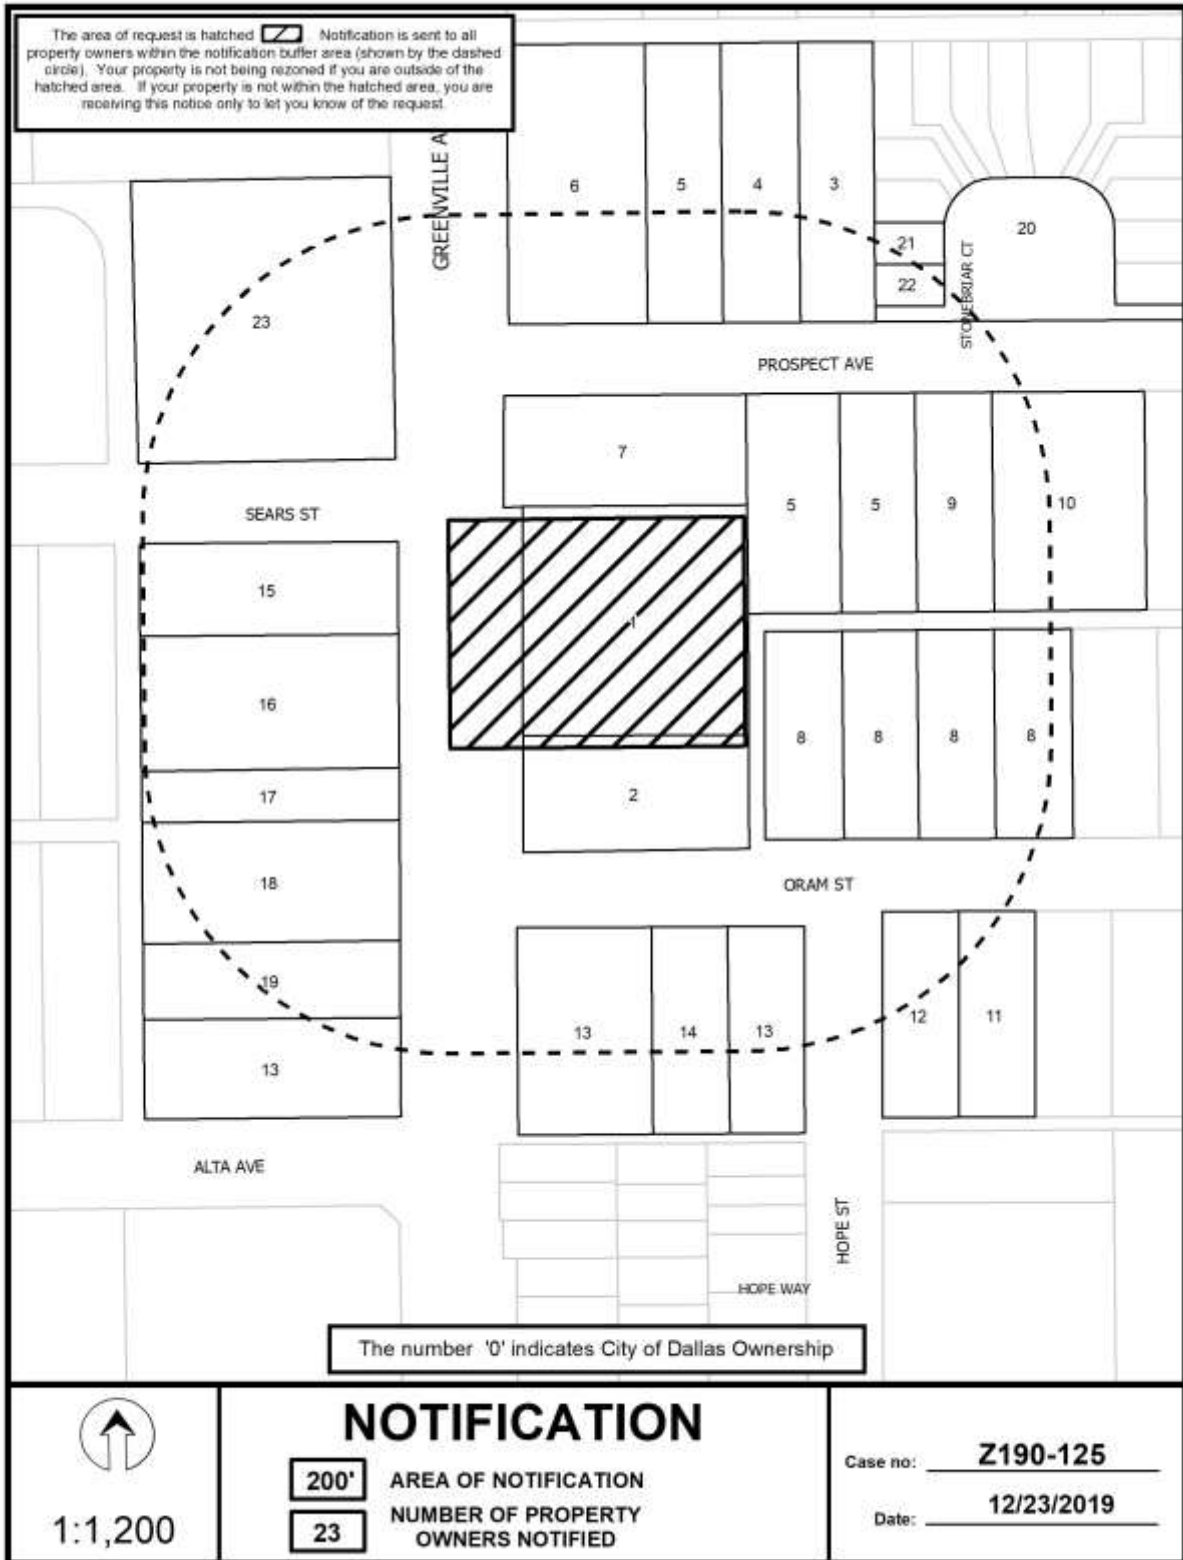 The area of request is hatched Notification is sent to all
property owners within the notification buffer area (shown by the dashed
circle). Your property is not being rezoned if you are outside of the
hatched area. If your property is not within the hatched area, you are
receiving this notice only to let you know of the request.
GREENVILLE A
6
5
4
3
21
22
20
STONEBRIAR CT
23
PROSPECT AVE
7
5
5
9
10
SEARS ST
15
1
16
8
8
8
8
17
2
18
ORAM ST
19
13
14
13
12
11
13
ALTA AVE
HOPE ST
HOPE WAY
The number '0' indicates City of Dallas Ownership
1:1,200
NOTIFICATION
200' AREA OF NOTIFICATION
23 NUMBER OF PROPERTY
OWNERS NOTIFIED
Case no: Z190-125
Date: 12/23/2019